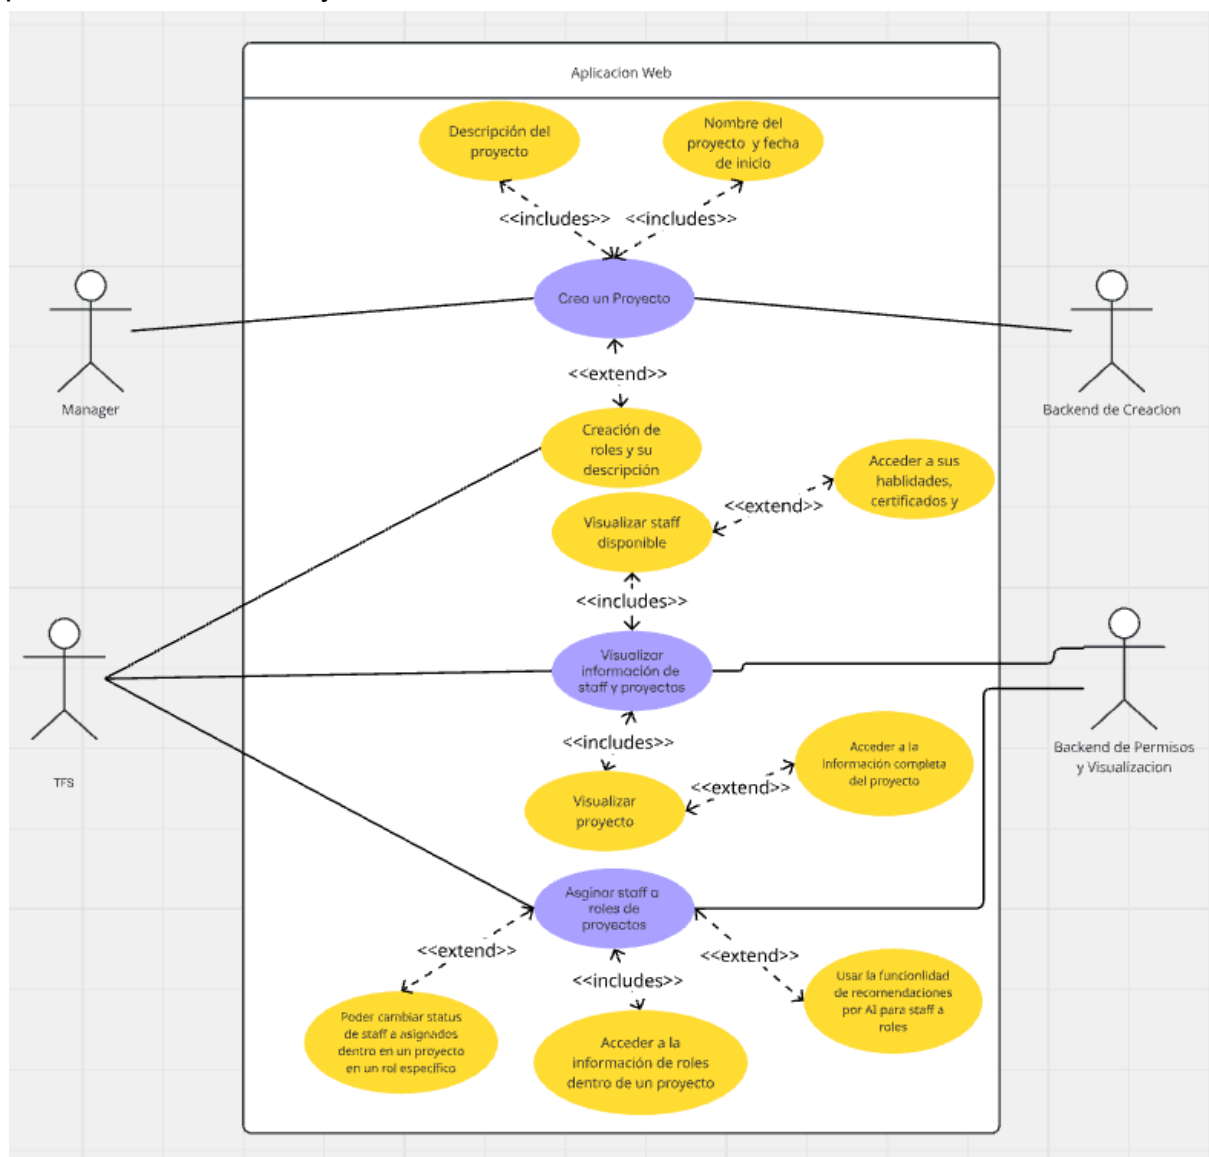 Aplicacion Web
Descripción del
proyecto
Nombre del
proyecto y fecha
de inicio
<<includes>>
<<includes>>
Crea un Proyecto
Manager
Backend de Creacion
<<extend>>
Creación de
roles y su
descripción
Acceder a sus
hablidades,
certificados y
<<extend>>
Visualizar staff
disponible
<<includes>>
Visualizar
información de
staff y proyectos
TFS
Backend de Permisos
y Visualizacion
<<includes>>
Acceder a la
Información completa
del proyecto
<<extend>>
Visualizar
proyecto
Asginar staff a
roles de
proyectos
<<extend>>
<<includes>>
<<extend>>
Poder cambiar status
de staff a asignados
dentro en un proyecto
en un rol específico
Acceder a la
información de roles
dentro de un proyecto
Usar la funcionlidad
de recomendaciones
por AI para staff a
roles